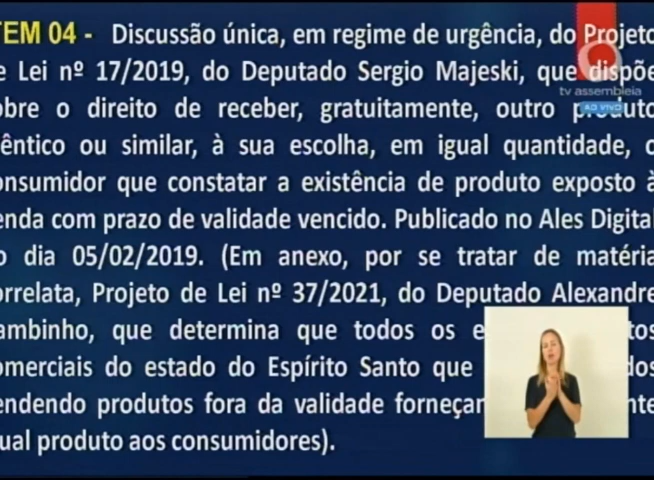 TEM 04 - Discussão única, em regime de urgência, do Projeto
e Lei nº 17/2019, do Deputado Sergio Majeski, que dispõe
obre o direito de receber, gratuitamente, outro produto
êntico ou similar, à sua escolha, em igual quantidade, o
onsumidor que constatar a existência de produto exposto à
enda com prazo de validade vencido. Publicado no Ales Digital
o dia 05/02/2019. (Em anexo, por se tratar de matéria
orrelata, Projeto de Lei nº 37/2021, do Deputado Alexandre
ambinho, que determina que todos os e tos
omerciais do estado do Espírito Santo que dos
endendo produtos fora da validade forneçam nte
ual produto aos consumidores).
tv assembleia
AO VIVO